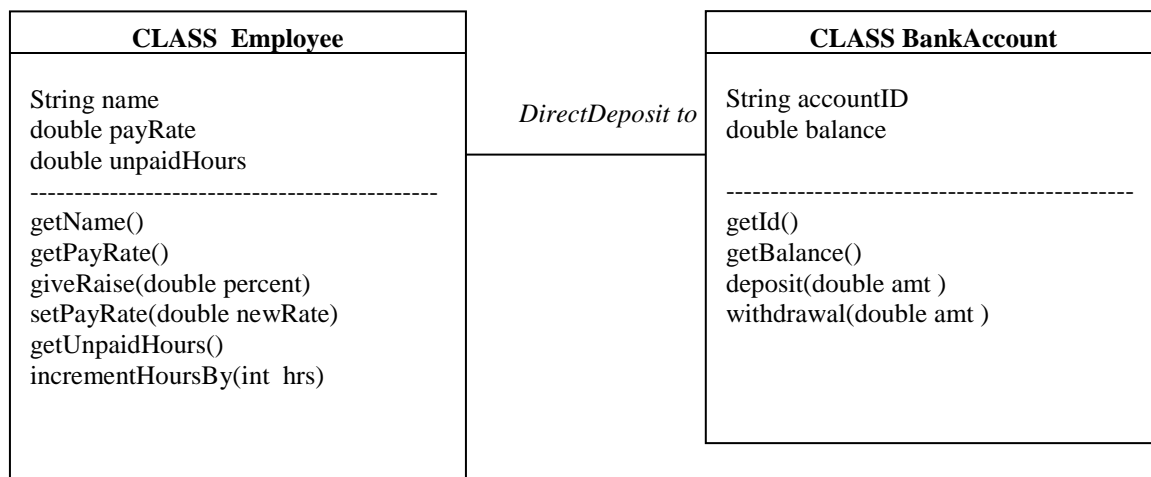 CLASS  Employee
String name
double payRate
double unpaidHours
----------------------------------------------
getName()
getPayRate()
giveRaise(double percent)
setPayRate(double newRate)
getUnpaidHours()
incrementHoursBy(int  hrs)
DirectDeposit to
CLASS BankAccount
String accountID
double balance
----------------------------------------------
getId()
getBalance()
deposit(double amt )
withdrawal(double amt )